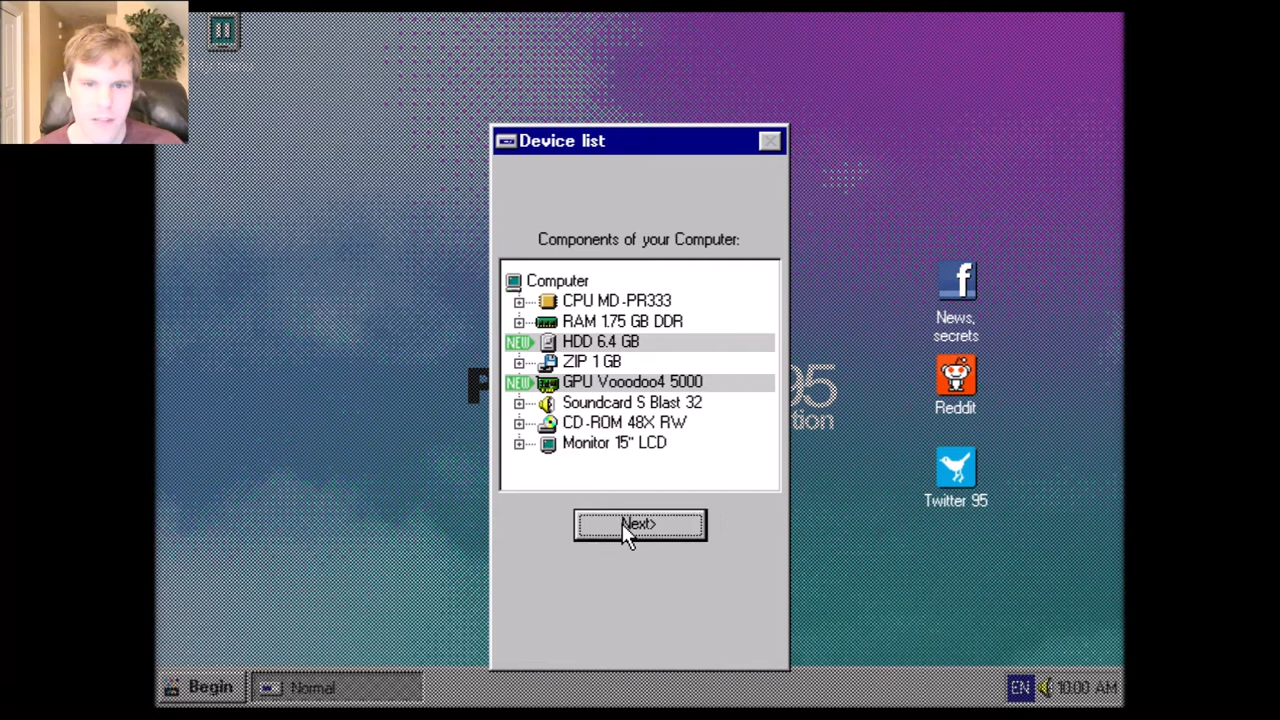 Device list
Components of your Computer:
Computer
CPU MD-PR333
RAM 1.75 GB DDR
NEW HDD 6.4 GB
ZIP 1 GB
NEW GPU Vooodoo4 5000
Soundcard S Blast 32
CD-ROM 48X RW
Monitor 15" LCD
Next>
95
News,
secrets
Reddit
Twitter 95
Begin
Normal
EN
10:00 AM